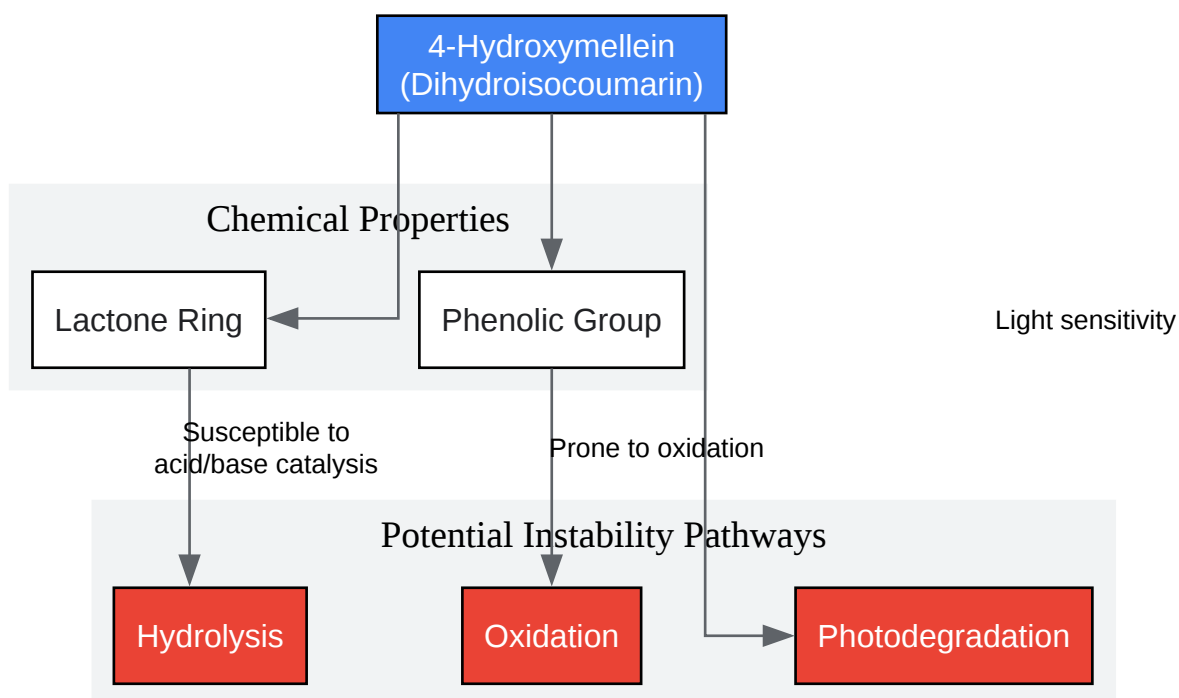 4-Hydroxymellein
(Dihydroisocoumarin)
Chemical Properties
Lactone Ring
Phenolic Group
Light sensitivity
Susceptible to
acid/base catalysis
Prone to oxidation
Potential Instability Pathways
Hydrolysis
Oxidation
Photodegradation